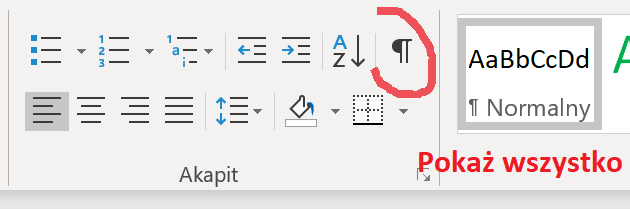 AaBbCcDd
¶ Normalny
Akapit
Pokaż wszystko